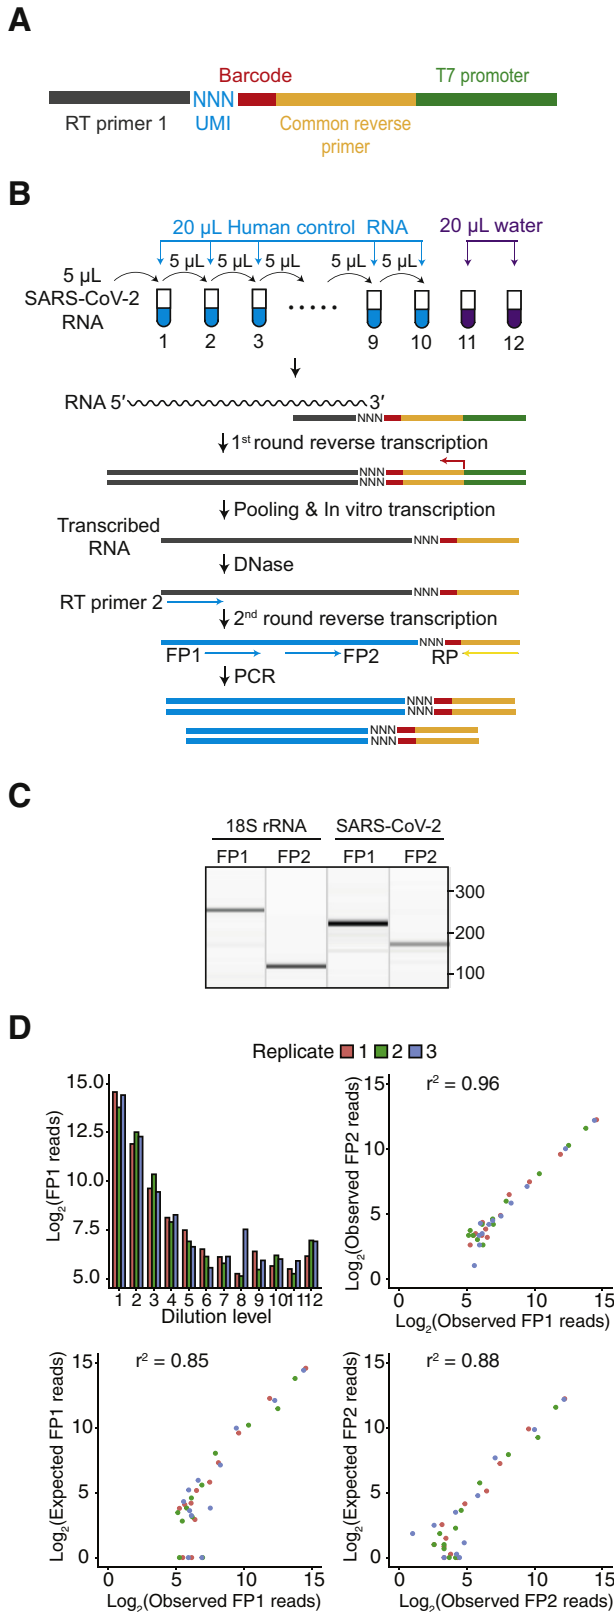 A
Barcode
T7 promoter
NNN
RT primer 1
UMI
Common reverse
primer
B
20 µL Human control RNA
20 µL water
5 µL
5 µL
5 µL
5 µL
5 µL
5 µL
SARS-CoV-2
RNA
.....
1
2
3
9
10
11
12
RNA 5′
3′
NNN
1st round reverse transcription
NNN
NNN
Pooling & In vitro transcription
Transcribed
RNA
NNN
DNase
NNN
RT primer 2
2nd round reverse transcription
NNN
FP1
FP2
RP
PCR
NNN
NNN
NNN
NNN
C
18S rRNA
SARS-CoV-2
FP1
FP2
FP1
FP2
300
200
100
D
Replicate 1 2 3
Log2(FP1 reads)
15.0
12.5
10.0
7.5
5.0
1 2 3 4 5 6 7 8 9 10 11 12
Dilution level
r2 = 0.96
Log2(Observed FP2 reads)
15
10
5
0
0 5 10 15
Log2(Observed FP1 reads)
r2 = 0.85
Log2(Expected FP1 reads)
15
10
5
0
0 5 10 15
Log2(Observed FP1 reads)
r2 = 0.88
Log2(Expected FP2 reads)
15
10
5
0
0 5 10 15
Log2(Observed FP2 reads)